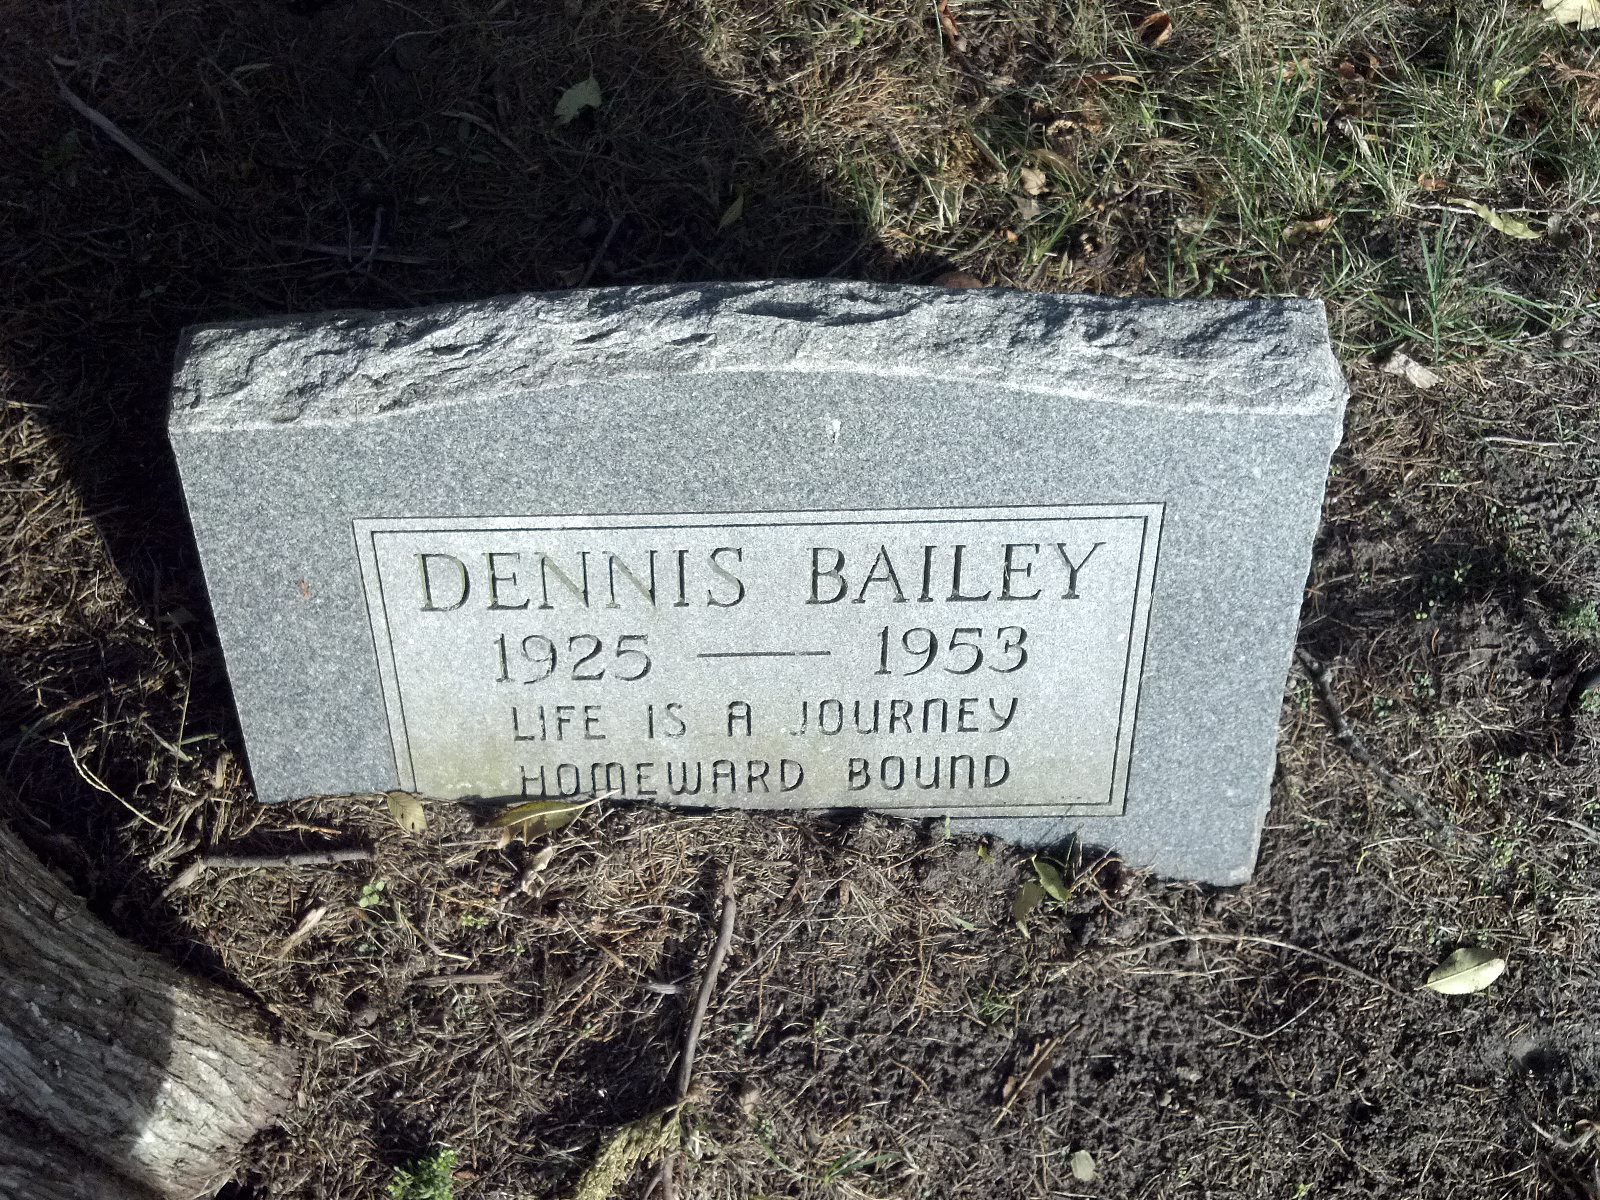 DENNIS BAILEY
1925 — 1953
LIFE IS A JOURNEY
HOMEWARD BOUND